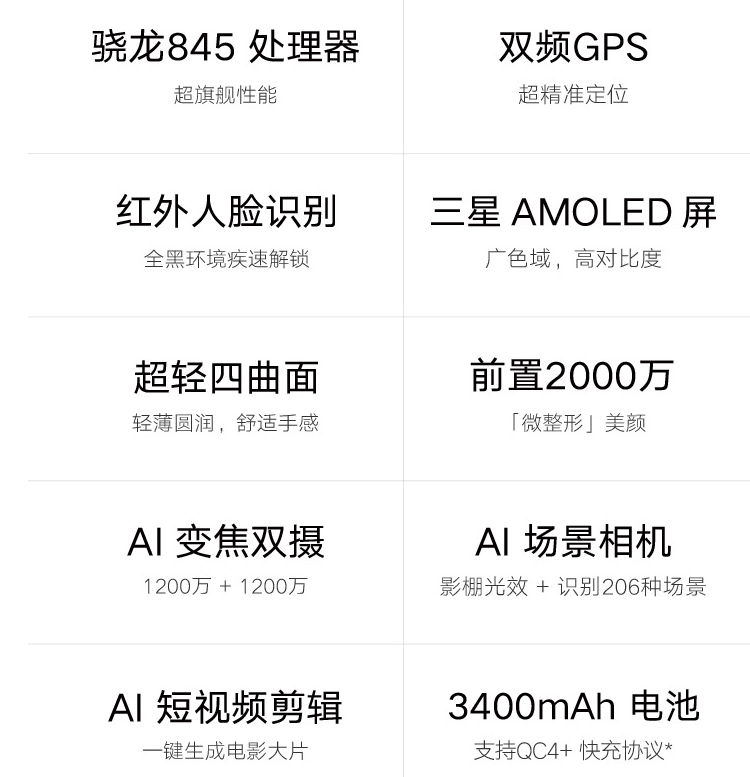 骁龙845 处理器
超旗舰性能
双频GPS
超精准定位
红外人脸识别
全黑环境疾速解锁
三星 AMOLED 屏
广色域，高对比度
超轻四曲面
轻薄圆润，舒适手感
前置2000万
「微整形」美颜
AI 变焦双摄
1200万 + 1200万
AI 场景相机
影棚光效 + 识别206种场景
AI 短视频剪辑
一键生成电影大片
3400mAh 电池
支持QC4+ 快充协议*